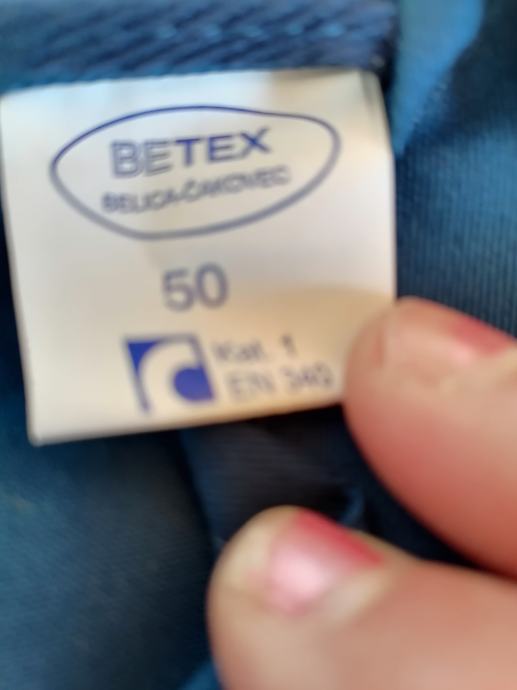 BETEX
BELICA-ČAKOVEC
50
Kat. 1
EN 340